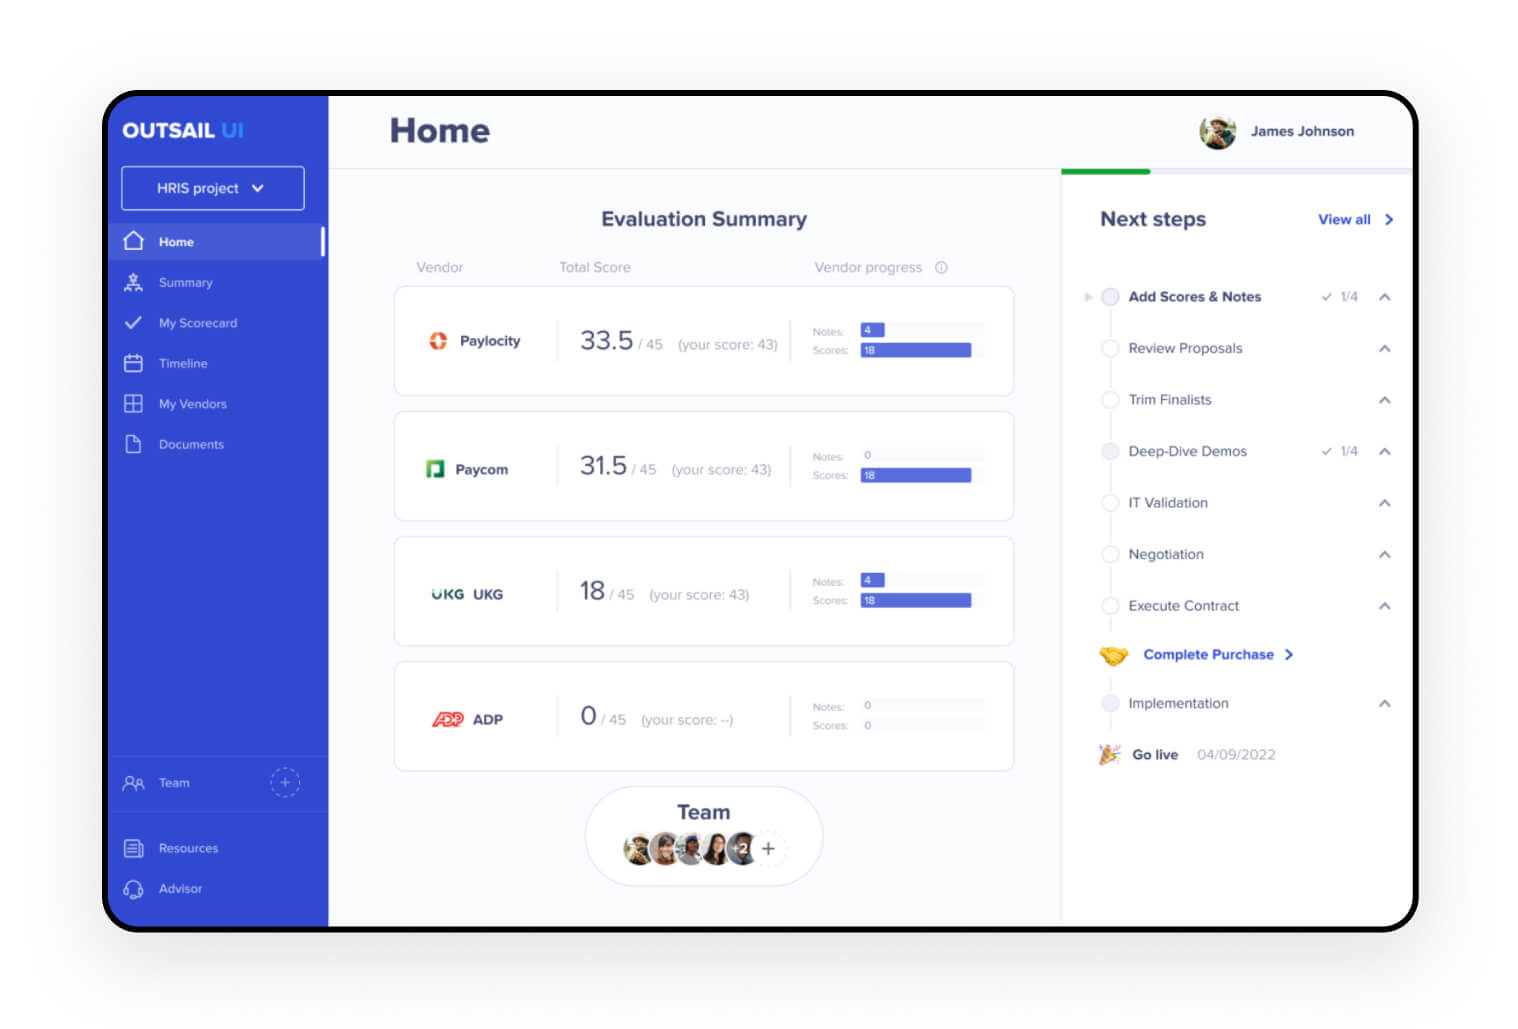 OUTSAIL UI
HRIS project
Home
Summary
My Scorecard
Timeline
My Vendors
Documents
Team
Resources
Advisor
Home
James Johnson
Evaluation Summary
Vendor Total Score Vendor progress
Paylocity 33.5 / 45 (your score: 43)
Notes: 4
Scores: 18
Paycom 31.5 / 45 (your score: 43)
Notes: 0
Scores: 18
UKG UKG 18 / 45 (your score: 43)
Notes: 4
Scores: 18
ADP ADP 0 / 45 (your score: --)
Notes: 0
Scores: 0
Team
+2 +
Next steps View all
Add Scores & Notes 1/4
Review Proposals
Trim Finalists
Deep-Dive Demos 1/4
IT Validation
Negotiation
Execute Contract
Complete Purchase
Implementation
Go live 04/09/2022